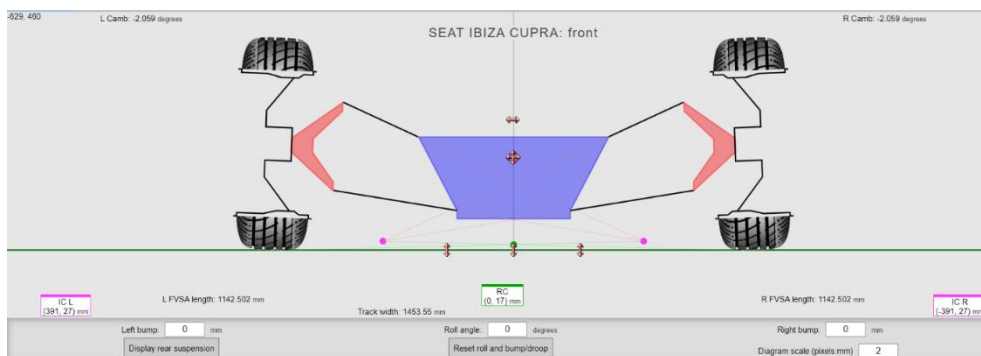 -629, 460
L Camb: -2.059 degrees
SEAT IBIZA CUPRA: front
R Camb: -2.059 degrees
IC L
(391, 27) mm
L FVSA length: 1142.502 mm
Track width: 1453.55 mm
RC
(0, 17) mm
R FVSA length: 1142.502 mm
IC R
(-391, 27) mm
Left bump: 0 mm
Roll angle: 0 degrees
Right bump: 0 mm
Display rear suspension
Reset roll and bump/droop
Diagram scale (pixels:mm) 2